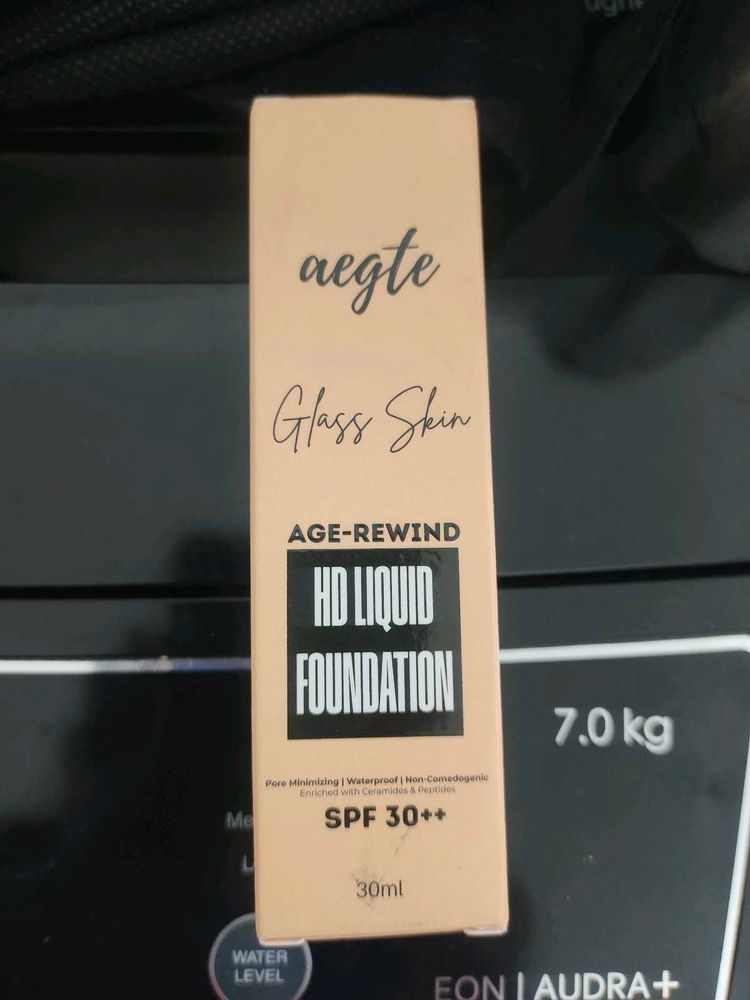 aegte
Glass Skin
AGE-REWIND
HD LIQUID
FOUNDATION
Pore Minimizing | Waterproof | Non-Comedogenic
Enriched with Ceramides & Peptides
SPF 30++
30ml
7.0 kg
WATER
LEVEL
EON | AUDRA+